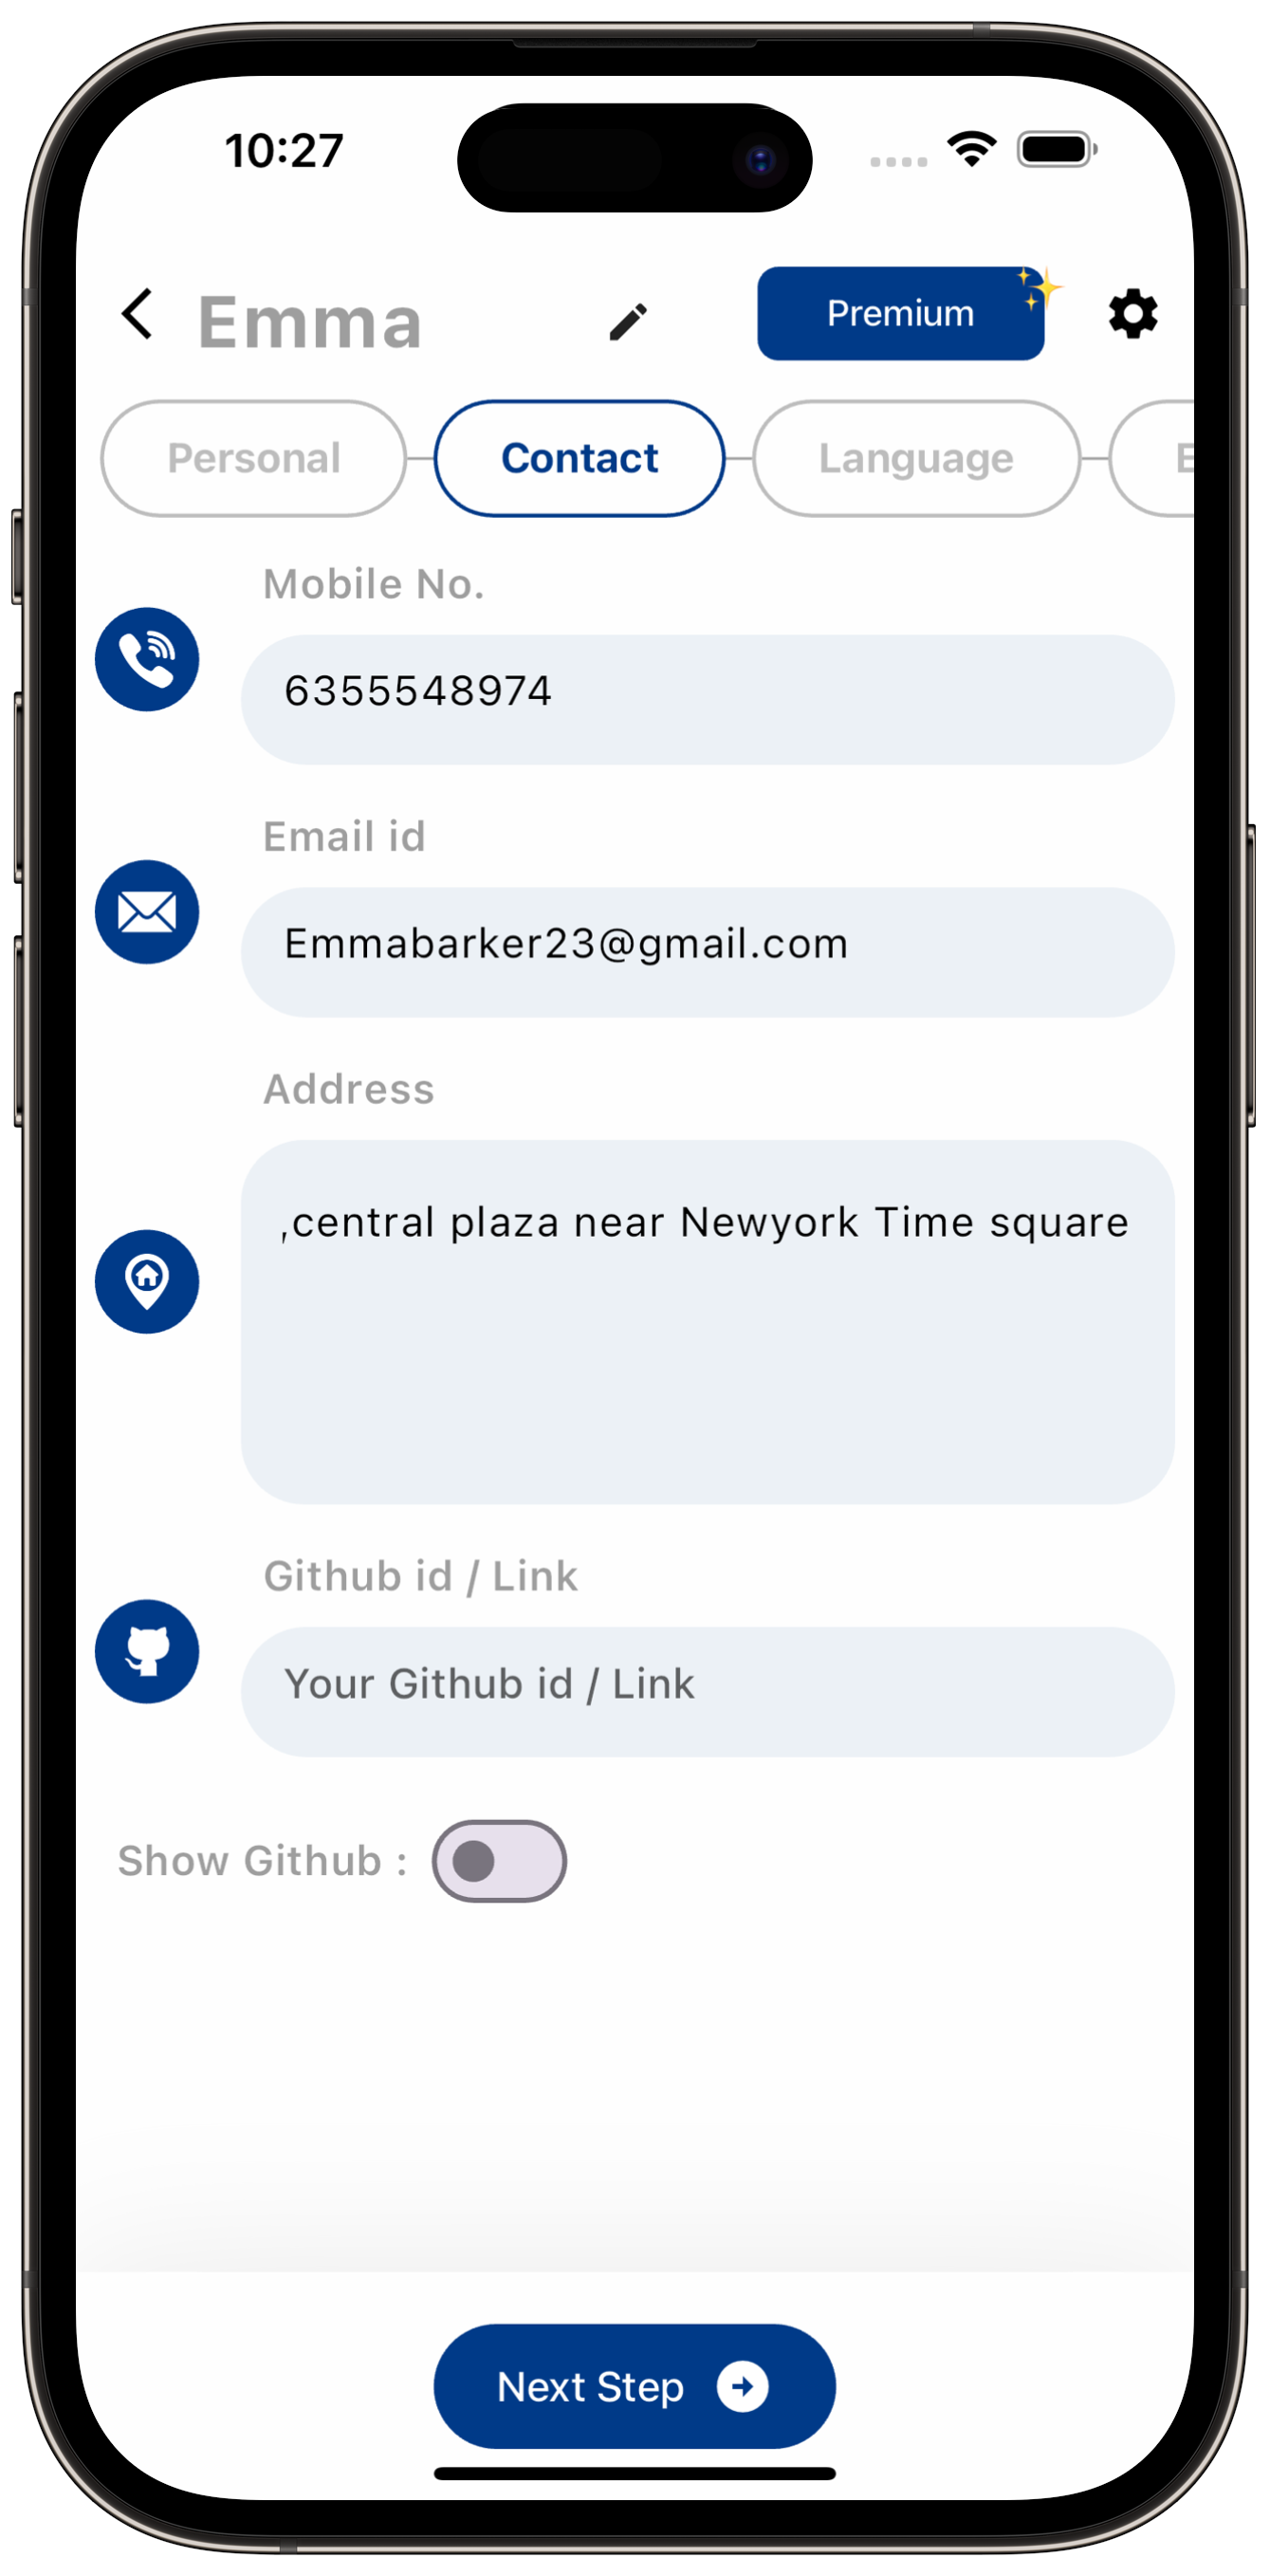 10:27
Emma
Premium
Personal
Contact
Language
E
Mobile No.
6355548974
Email id
Emmabarker23@gmail.com
Address
,central plaza near Newyork Time square
Github id / Link
Your Github id / Link
Show Github :
Next Step